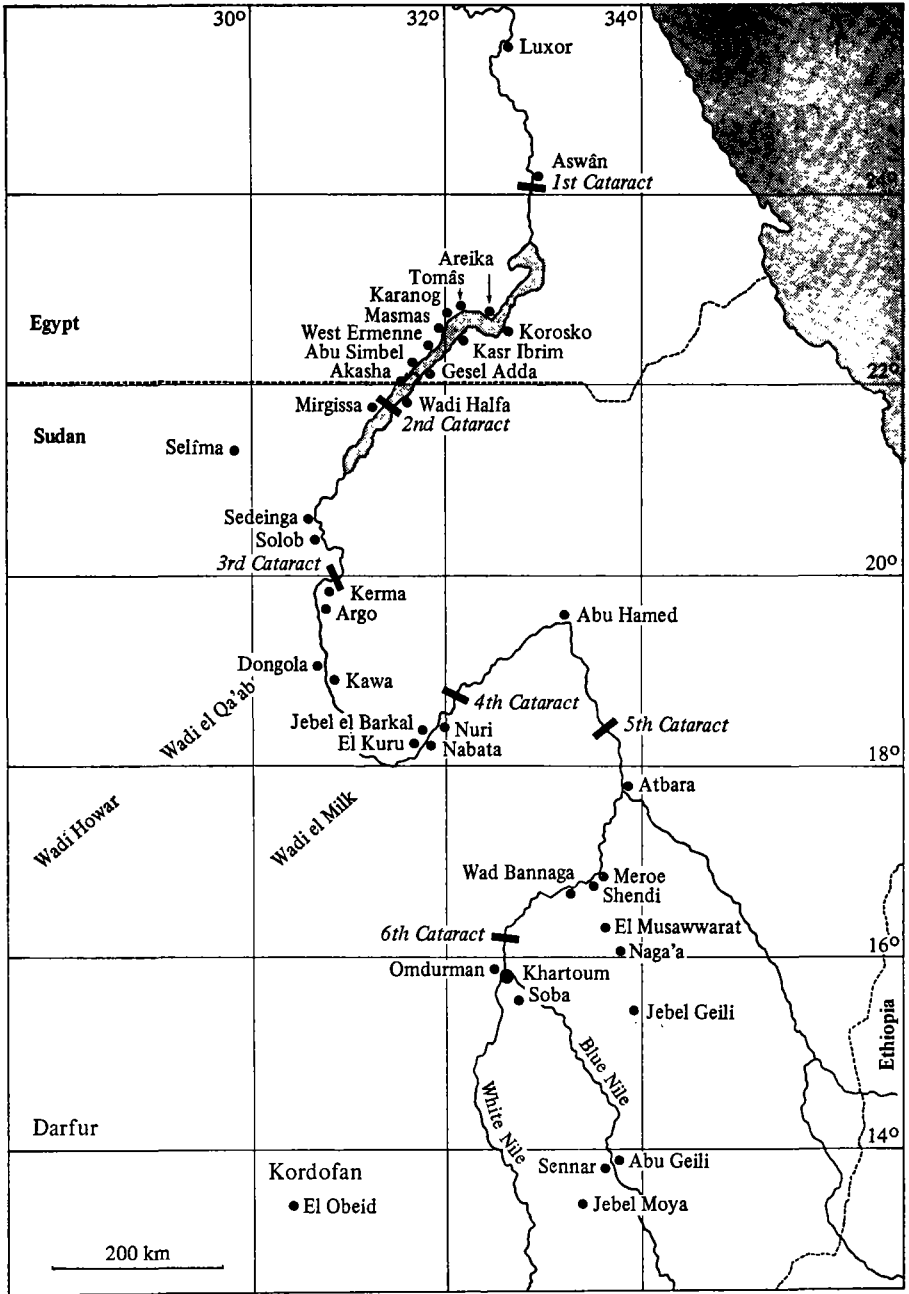 30°
32°
34°
Luxor
Aswân
1st Cataract
24°
Areika
Tomâs
Karanog
Masmas
Egypt
West Ermenne
Korosko
Abu Simbel
Kasr Ibrim
Akasha
Gesel Adda
22°
Mirgissa
Wadi Halfa
2nd Cataract
Sudan
Selîma
Sedeinga
Solob
3rd Cataract
20°
Kerma
Argo
Abu Hamed
Dongola
Kawa
Wadi el Qa'ab
4th Cataract
Jebel el Barkal
Nuri
5th Cataract
El Kuru
Nabata
18°
Atbara
Wadi Howar
Wadi el Milk
Wad Bannaga
Meroe
Shendi
El Musawwarat
6th Cataract
Naga'a
16°
Omdurman
Khartoum
Soba
Jebel Geili
Ethiopia
Blue Nile
White Nile
Darfur
14°
Sennar
Abu Geili
Kordofan
El Obeid
Jebel Moya
200 km